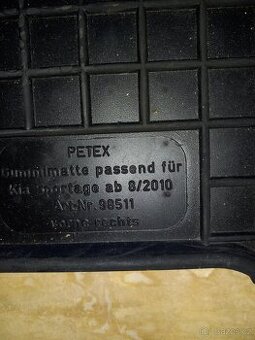 PETEX
Gummimatte passend für
Kia Sportage ab 8/2010
Art-Nr. 98511
vorne rechts